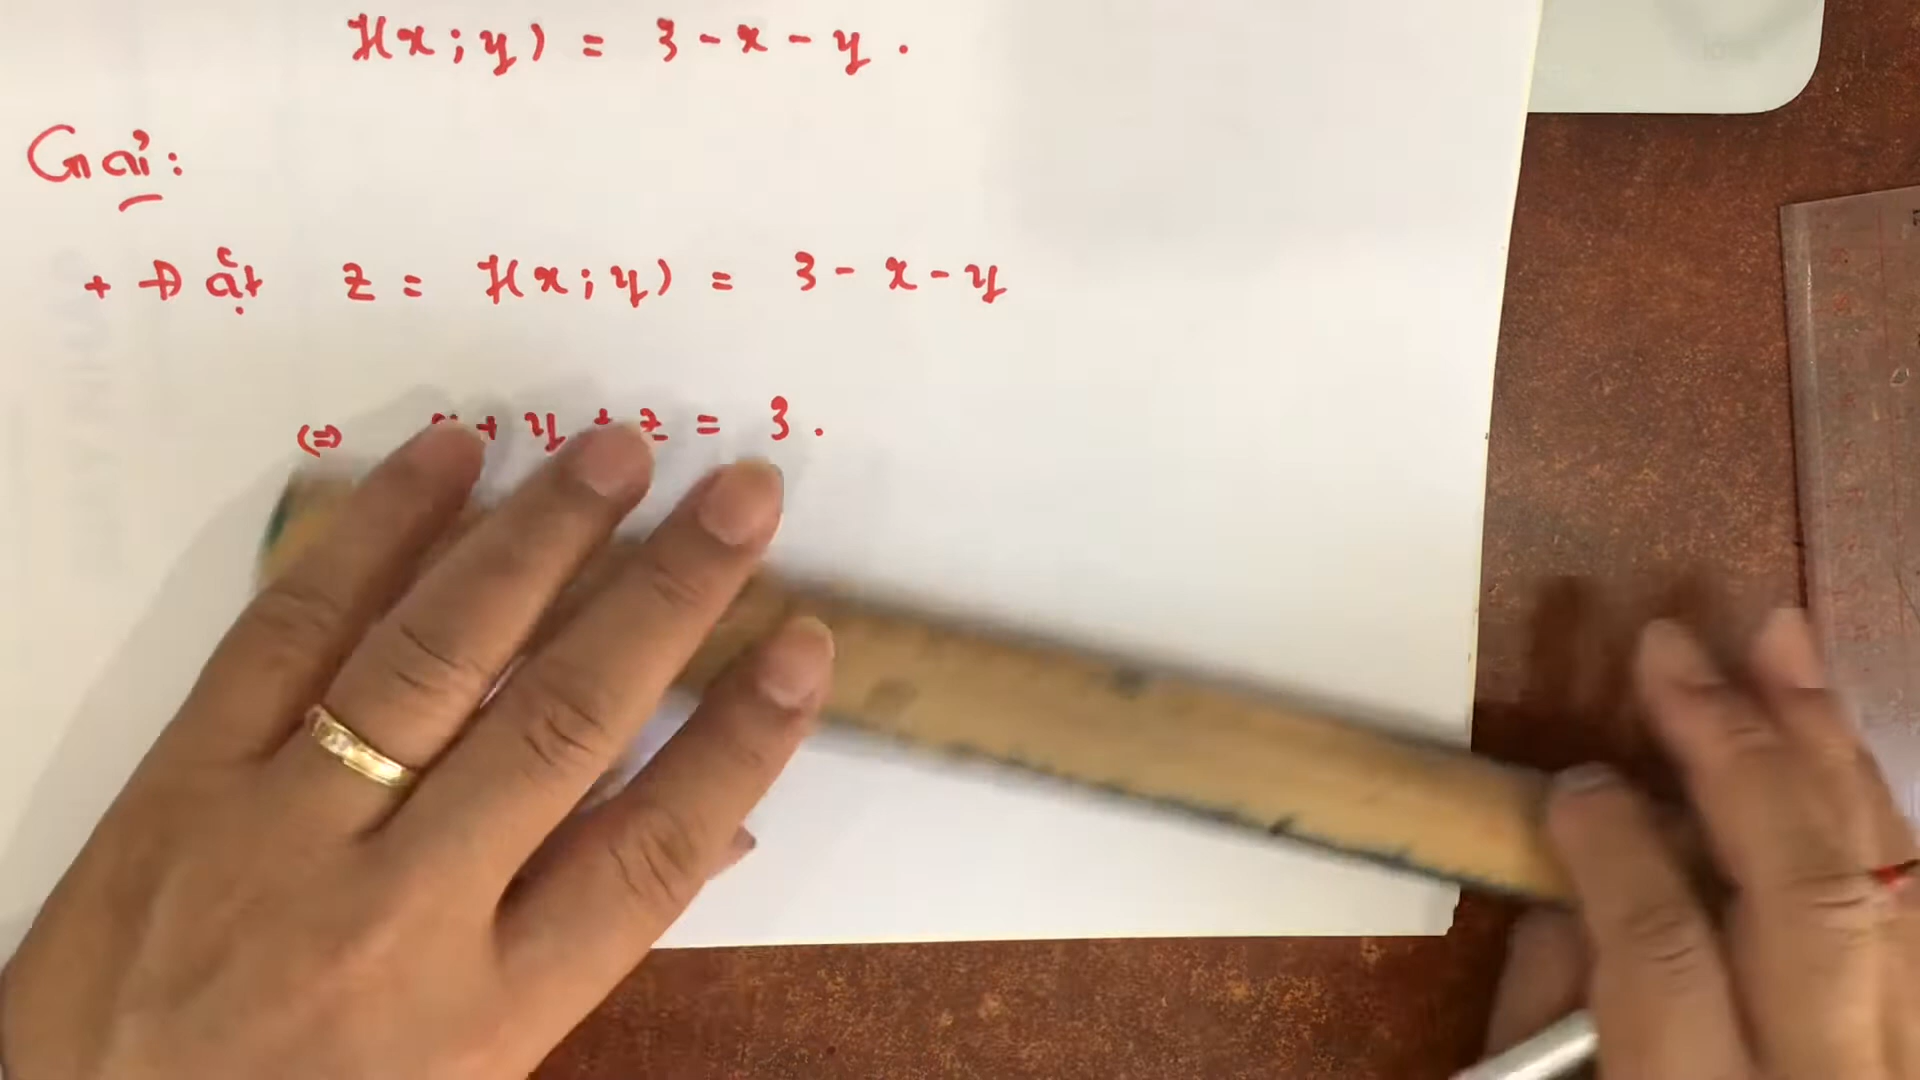 f(x; y) = 3 - x - y.
Giải:
+ Đặt z = f(x; y) = 3 - x - y
⇔ x + y + z = 3.